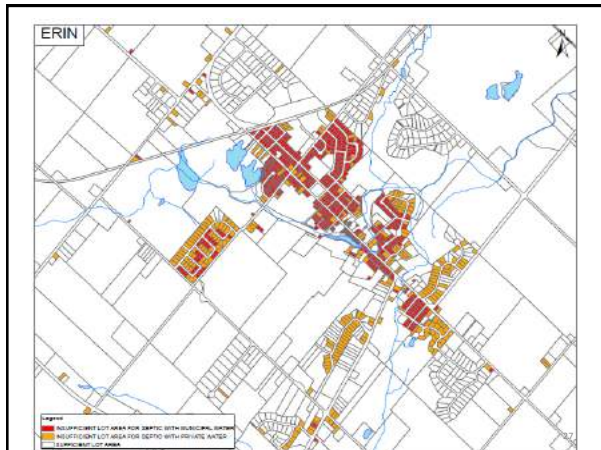 ERIN
N
Legend
INSUFFICIENT LOT AREA FOR SEPTIC WITH MUNICIPAL WATER
INSUFFICIENT LOT AREA FOR SEPTIC WITH PRIVATE WATER
SUFFICIENT LOT AREA
27